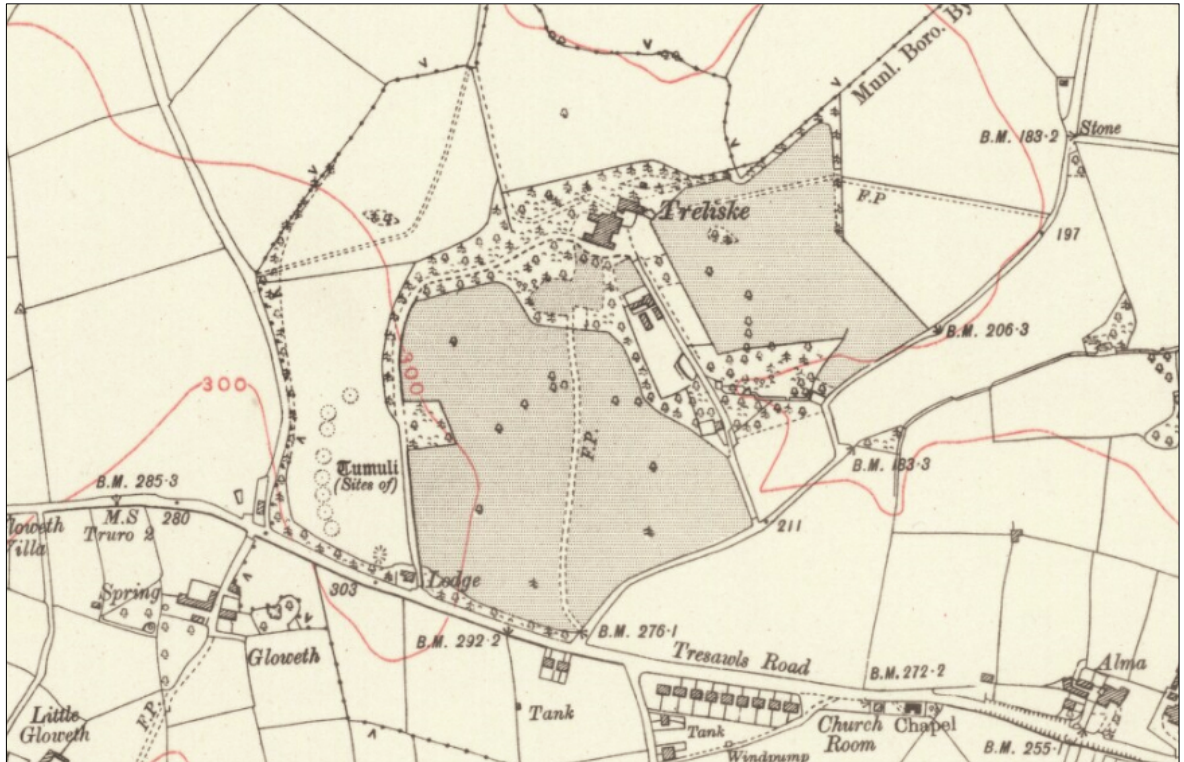 Munl. Boro. By
B.M. 183·2
Stone
Treliske
F.P
197
B.M. 206·3
300
300
F.P.
Tumuli
(Sites of)
B.M. 183·3
B.M. 285·3
M.S
Truro 2
280
211
Spring
303
Lodge
B.M. 292·2
B.M. 276·1
Gloweth
Tresawls Road
B.M. 272·2
Alma
Little
Gloweth
F.P.
Tank
Tank
Windpump
Church
Room
Chapel
B.M. 255·1